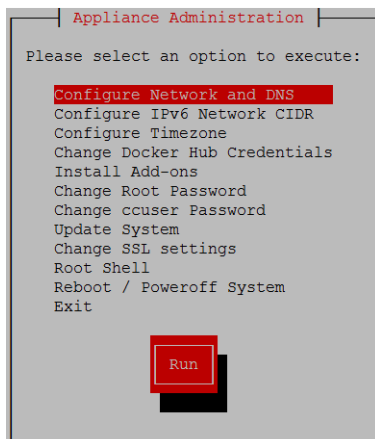 Appliance Administration
Please select an option to execute:
Configure Network and DNS
Configure IPv6 Network CIDR
Configure Timezone
Change Docker Hub Credentials
Install Add-ons
Change Root Password
Change ccuser Password
Update System
Change SSL settings
Root Shell
Reboot / Poweroff System
Exit
Run